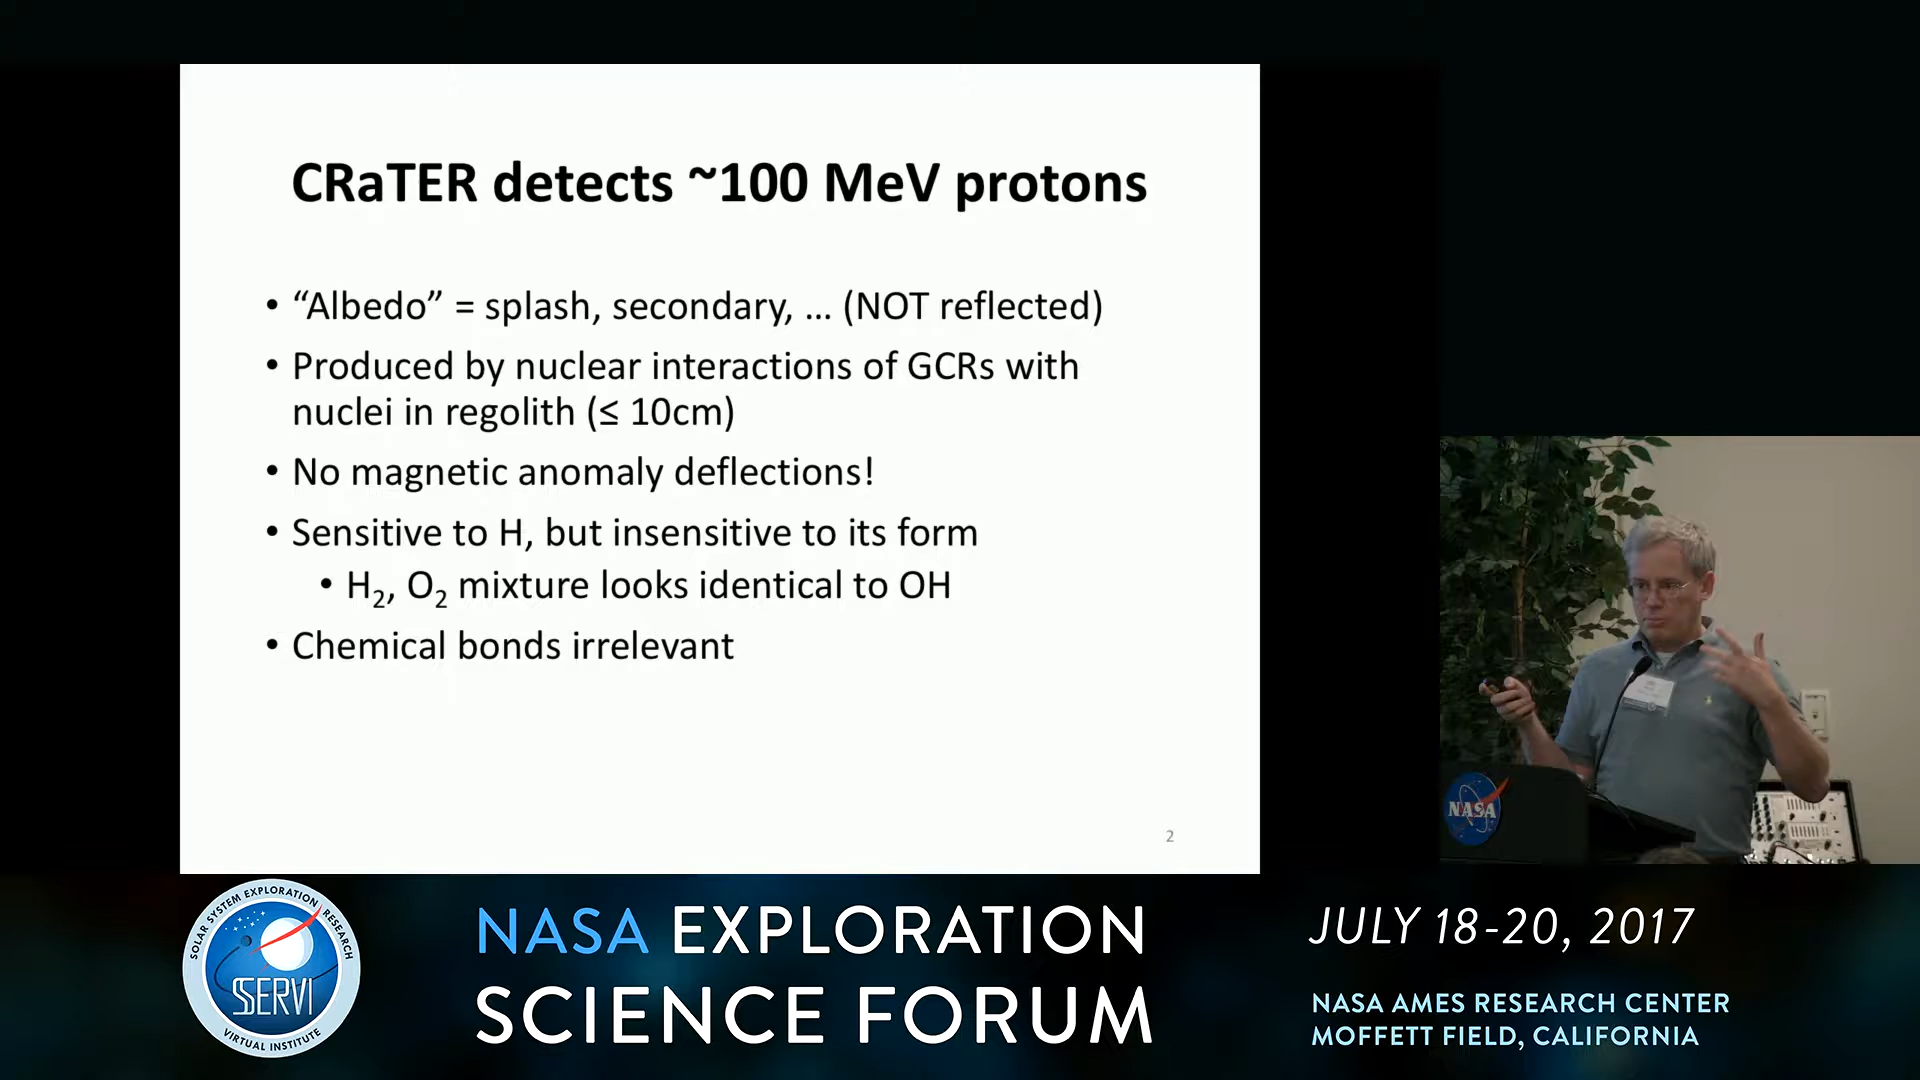 CRaTER detects ~100 MeV protons
• “Albedo” = splash, secondary, ... (NOT reflected)
• Produced by nuclear interactions of GCRs with
nuclei in regolith (≤ 10cm)
• No magnetic anomaly deflections!
• Sensitive to H, but insensitive to its form
• H₂, O₂ mixture looks identical to OH
• Chemical bonds irrelevant
2
NASA
SOLAR SYSTEM EXPLORATION RESEARCH
SSERVI
VIRTUAL INSTITUTE
NASA EXPLORATION
SCIENCE FORUM
JULY 18-20, 2017
NASA AMES RESEARCH CENTER
MOFFETT FIELD, CALIFORNIA